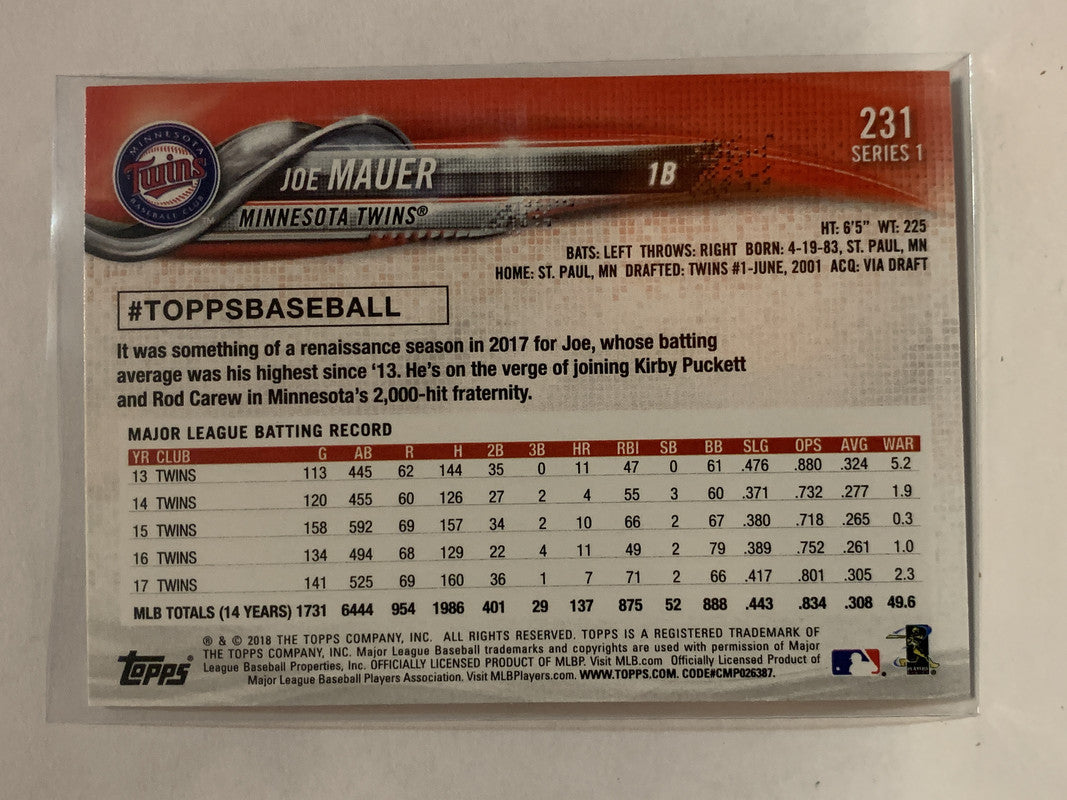 231
SERIES 1
MINNESOTA
Twins
BASEBALL CLUB
TM
JOE MAUER 1B
MINNESOTA TWINS®
HT: 6'5" WT: 225
BATS: LEFT THROWS: RIGHT BORN: 4-19-83, ST. PAUL, MN
HOME: ST. PAUL, MN DRAFTED: TWINS #1-JUNE, 2001 ACQ: VIA DRAFT
#TOPPSBASEBALL
It was something of a renaissance season in 2017 for Joe, whose batting
average was his highest since '13. He's on the verge of joining Kirby Puckett
and Rod Carew in Minnesota's 2,000-hit fraternity.
MAJOR LEAGUE BATTING RECORD
YR CLUB G AB R H 2B 3B HR RBI SB BB SLG OPS AVG WAR
13 TWINS 113 445 62 144 35 0 11 47 0 61 .476 .880 .324 5.2
14 TWINS 120 455 60 126 27 2 4 55 3 60 .371 .732 .277 1.9
15 TWINS 158 592 69 157 34 2 10 66 2 67 .380 .718 .265 0.3
16 TWINS 134 494 68 129 22 4 11 49 2 79 .389 .752 .261 1.0
17 TWINS 141 525 69 160 36 1 7 71 2 66 .417 .801 .305 2.3
MLB TOTALS (14 YEARS) 1731 6444 954 1986 401 29 137 875 52 888 .443 .834 .308 49.6
® & © 2018 THE TOPPS COMPANY, INC. ALL RIGHTS RESERVED. TOPPS IS A REGISTERED TRADEMARK OF
THE TOPPS COMPANY, INC. Major League Baseball trademarks and copyrights are used with permission of Major
League Baseball Properties, Inc. OFFICIALLY LICENSED PRODUCT OF MLBP. Visit MLB.com Officially Licensed Product of
Major League Baseball Players Association. Visit MLBPlayers.com. WWW.TOPPS.COM. CODE#CMP026387.
Topps®